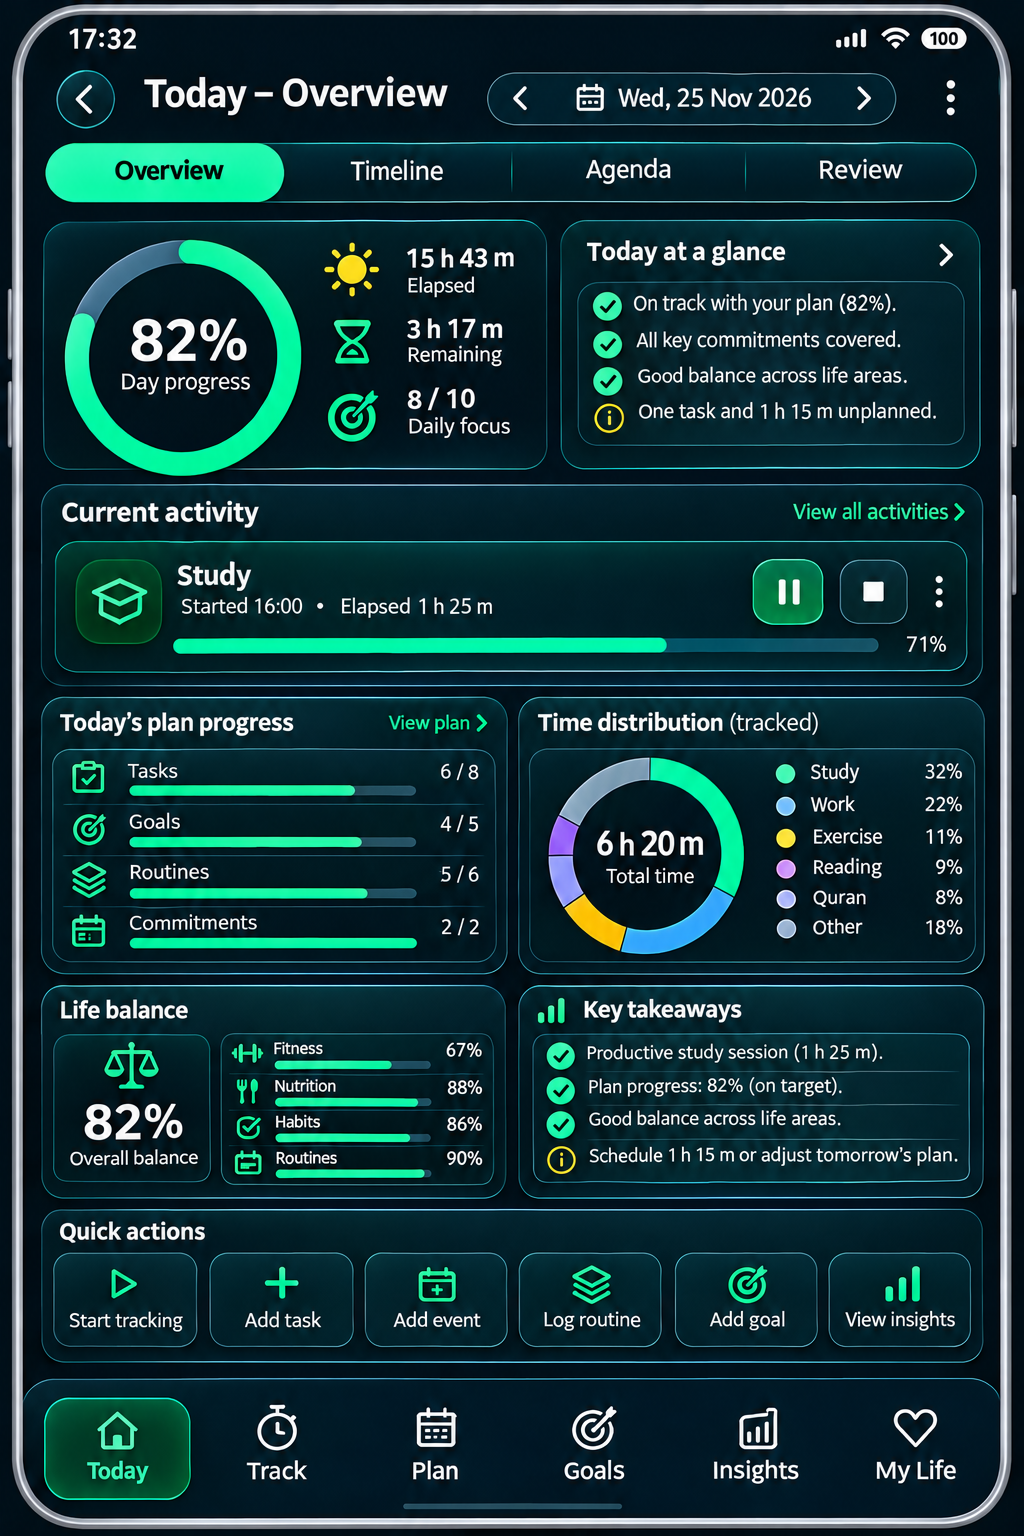 17:32
100
Today – Overview
Wed, 25 Nov 2026
Overview
Timeline
Agenda
Review
82%
Day progress
15 h 43 m
Elapsed
3 h 17 m
Remaining
8 / 10
Daily focus
Today at a glance
On track with your plan (82%).
All key commitments covered.
Good balance across life areas.
One task and 1 h 15 m unplanned.
Current activity
View all activities
Study
Started 16:00 • Elapsed 1 h 25 m
71%
Today's plan progress
View plan
Tasks 6 / 8
Goals 4 / 5
Routines 5 / 6
Commitments 2 / 2
Time distribution (tracked)
6 h 20 m
Total time
Study 32%
Work 22%
Exercise 11%
Reading 9%
Quran 8%
Other 18%
Life balance
82%
Overall balance
Fitness 67%
Nutrition 88%
Habits 86%
Routines 90%
Key takeaways
Productive study session (1 h 25 m).
Plan progress: 82% (on target).
Good balance across life areas.
Schedule 1 h 15 m or adjust tomorrow's plan.
Quick actions
Start tracking
Add task
Add event
Log routine
Add goal
View insights
Today
Track
Plan
Goals
Insights
My Life